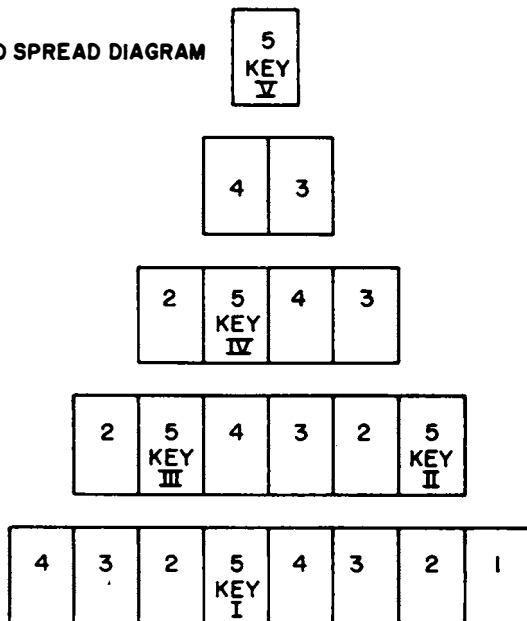 SPREAD DIAGRAM
5
KEY
V
4 3
2 5 4 3
KEY
IV
2 5 4 3 2 5
KEY KEY
III II
4 3 2 5 4 3 2 1
KEY
I